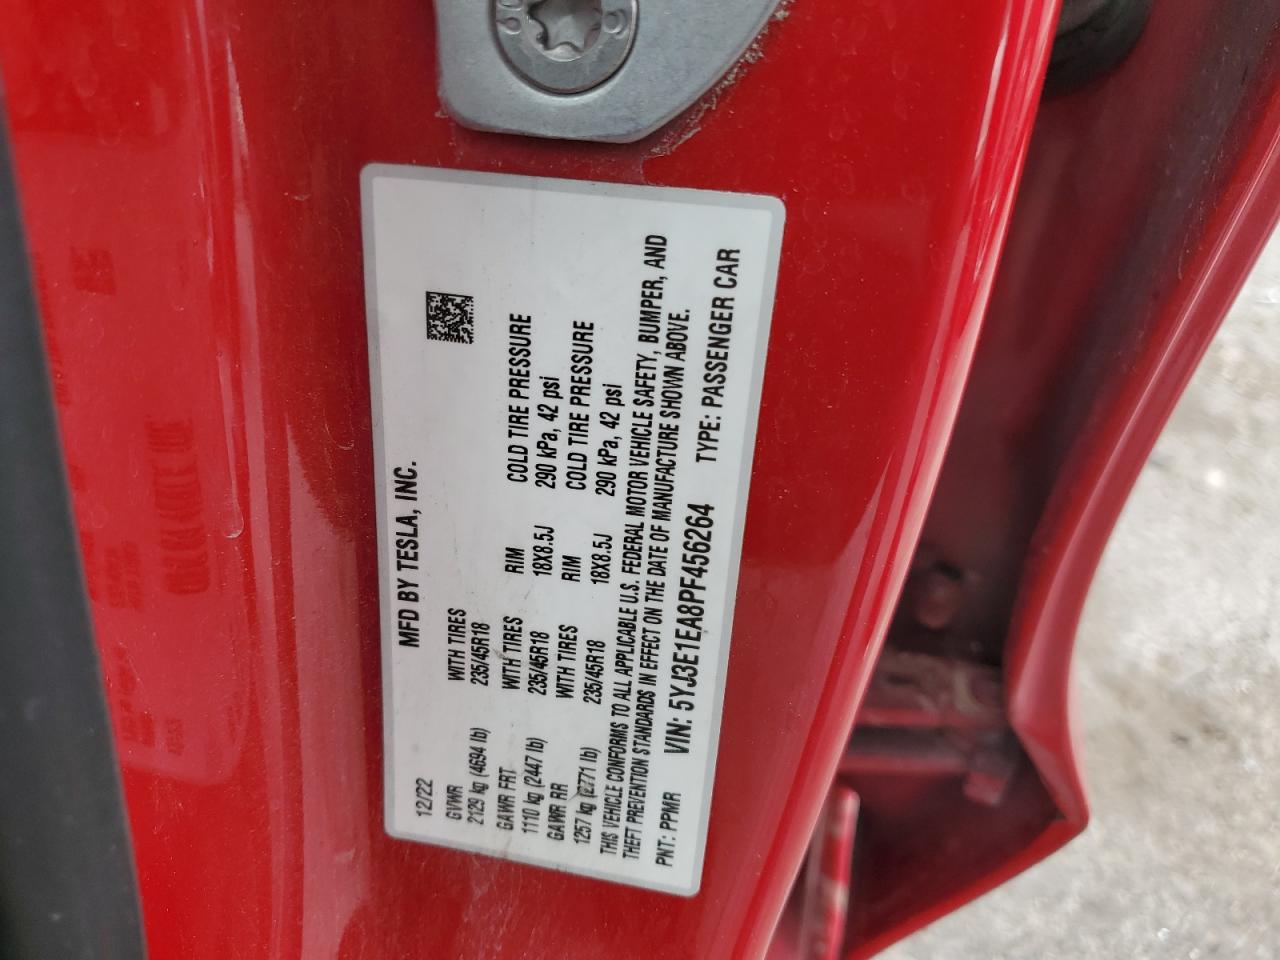 MFD BY TESLA, INC.
12/22
GVWR WITH TIRES
2129 kg (4694 lb) 235/45R18
GAWR FRT WITH TIRES RIM COLD TIRE PRESSURE
1110 kg (2447 lb) 235/45R18 18X8.5J 290 kPa, 42 psi
GAWR RR WITH TIRES RIM COLD TIRE PRESSURE
1257 kg (2771 lb) 235/45R18 18X8.5J 290 kPa, 42 psi
THIS VEHICLE CONFORMS TO ALL APPLICABLE U.S. FEDERAL MOTOR VEHICLE SAFETY, BUMPER, AND
THEFT PREVENTION STANDARDS IN EFFECT ON THE DATE OF MANUFACTURE SHOWN ABOVE.
PNT: PPMR VIN: 5YJ3E1EA8PF456264 TYPE: PASSENGER CAR